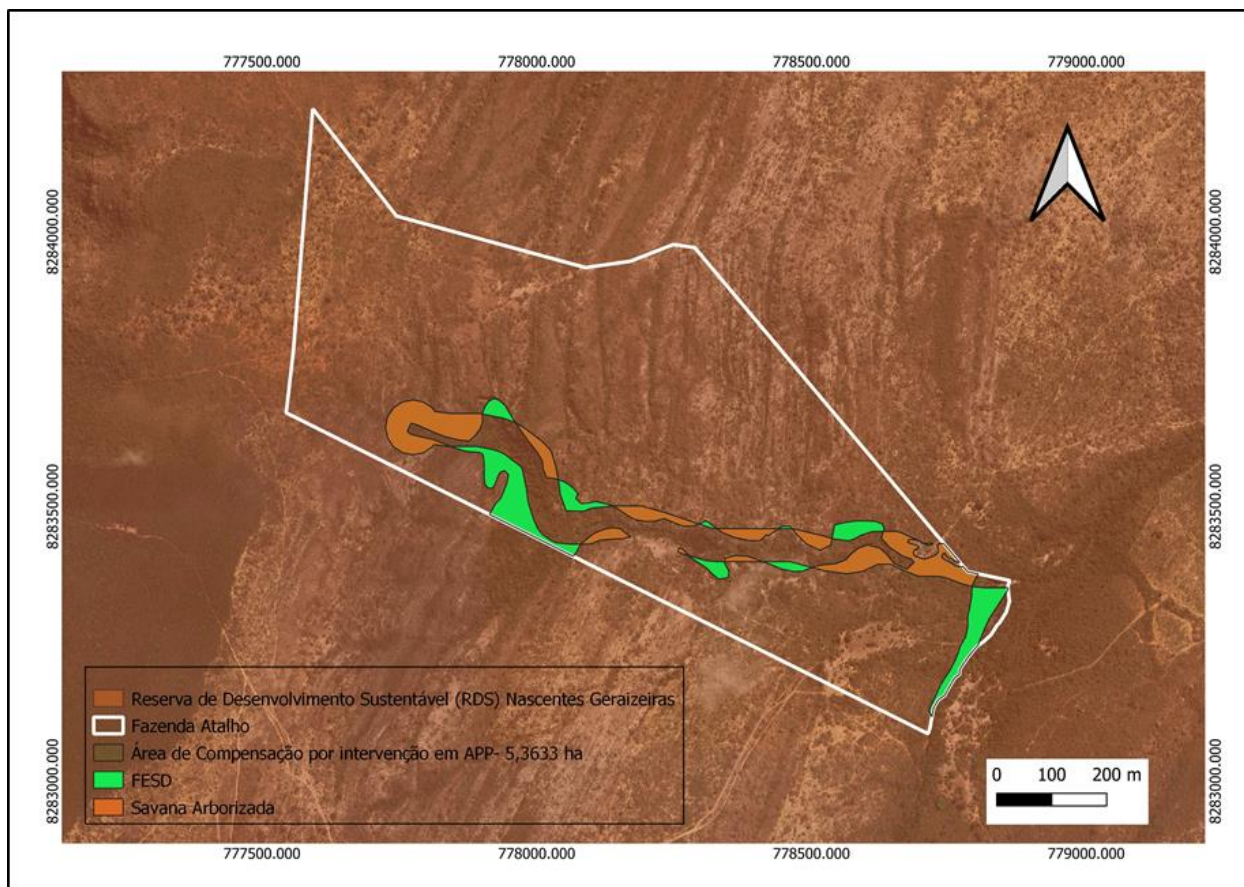 777500.000 778000.000 778500.000 779000.000
8284000.000 8284000.000
8283500.000 8283500.000
8283000.000 8283000.000
Reserva de Desenvolvimento Sustentável (RDS) Nascentes Geraizeiras
Fazenda Atalho
Área de Compensação por intervenção em APP- 5,3633 ha
FESD
Savana Arborizada
0 100 200 m
777500.000 778000.000 778500.000 779000.000